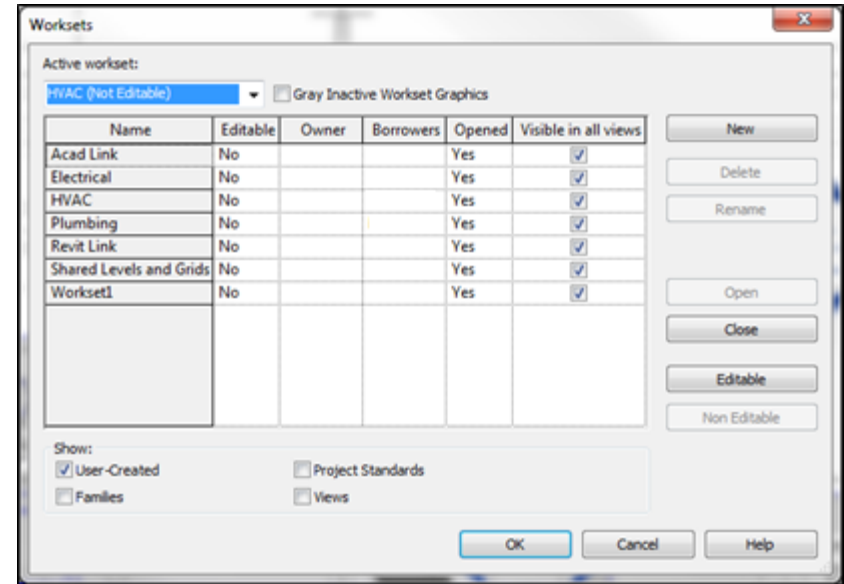 Worksets
Active workset:
HVAC (Not Editable) Gray Inactive Workset Graphics
Name Editable Owner Borrowers Opened Visible in all views New
Acad Link No Yes
Electrical No Yes Delete
HVAC No Yes
Rename
Plumbing No Yes
Revit Link No Yes
Shared Levels and Grids No Yes
Workset1 No Yes Open
Close
Editable
Non Editable
Show:
User-Created Project Standards
Families Views
OK Cancel Help